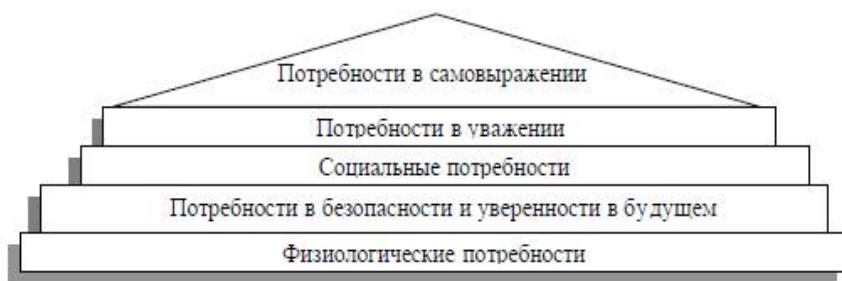 Потребности в самовыражении
Потребности в уважении
Социальные потребности
Потребности в безопасности и уверенности в будущем
Физиологические потребности